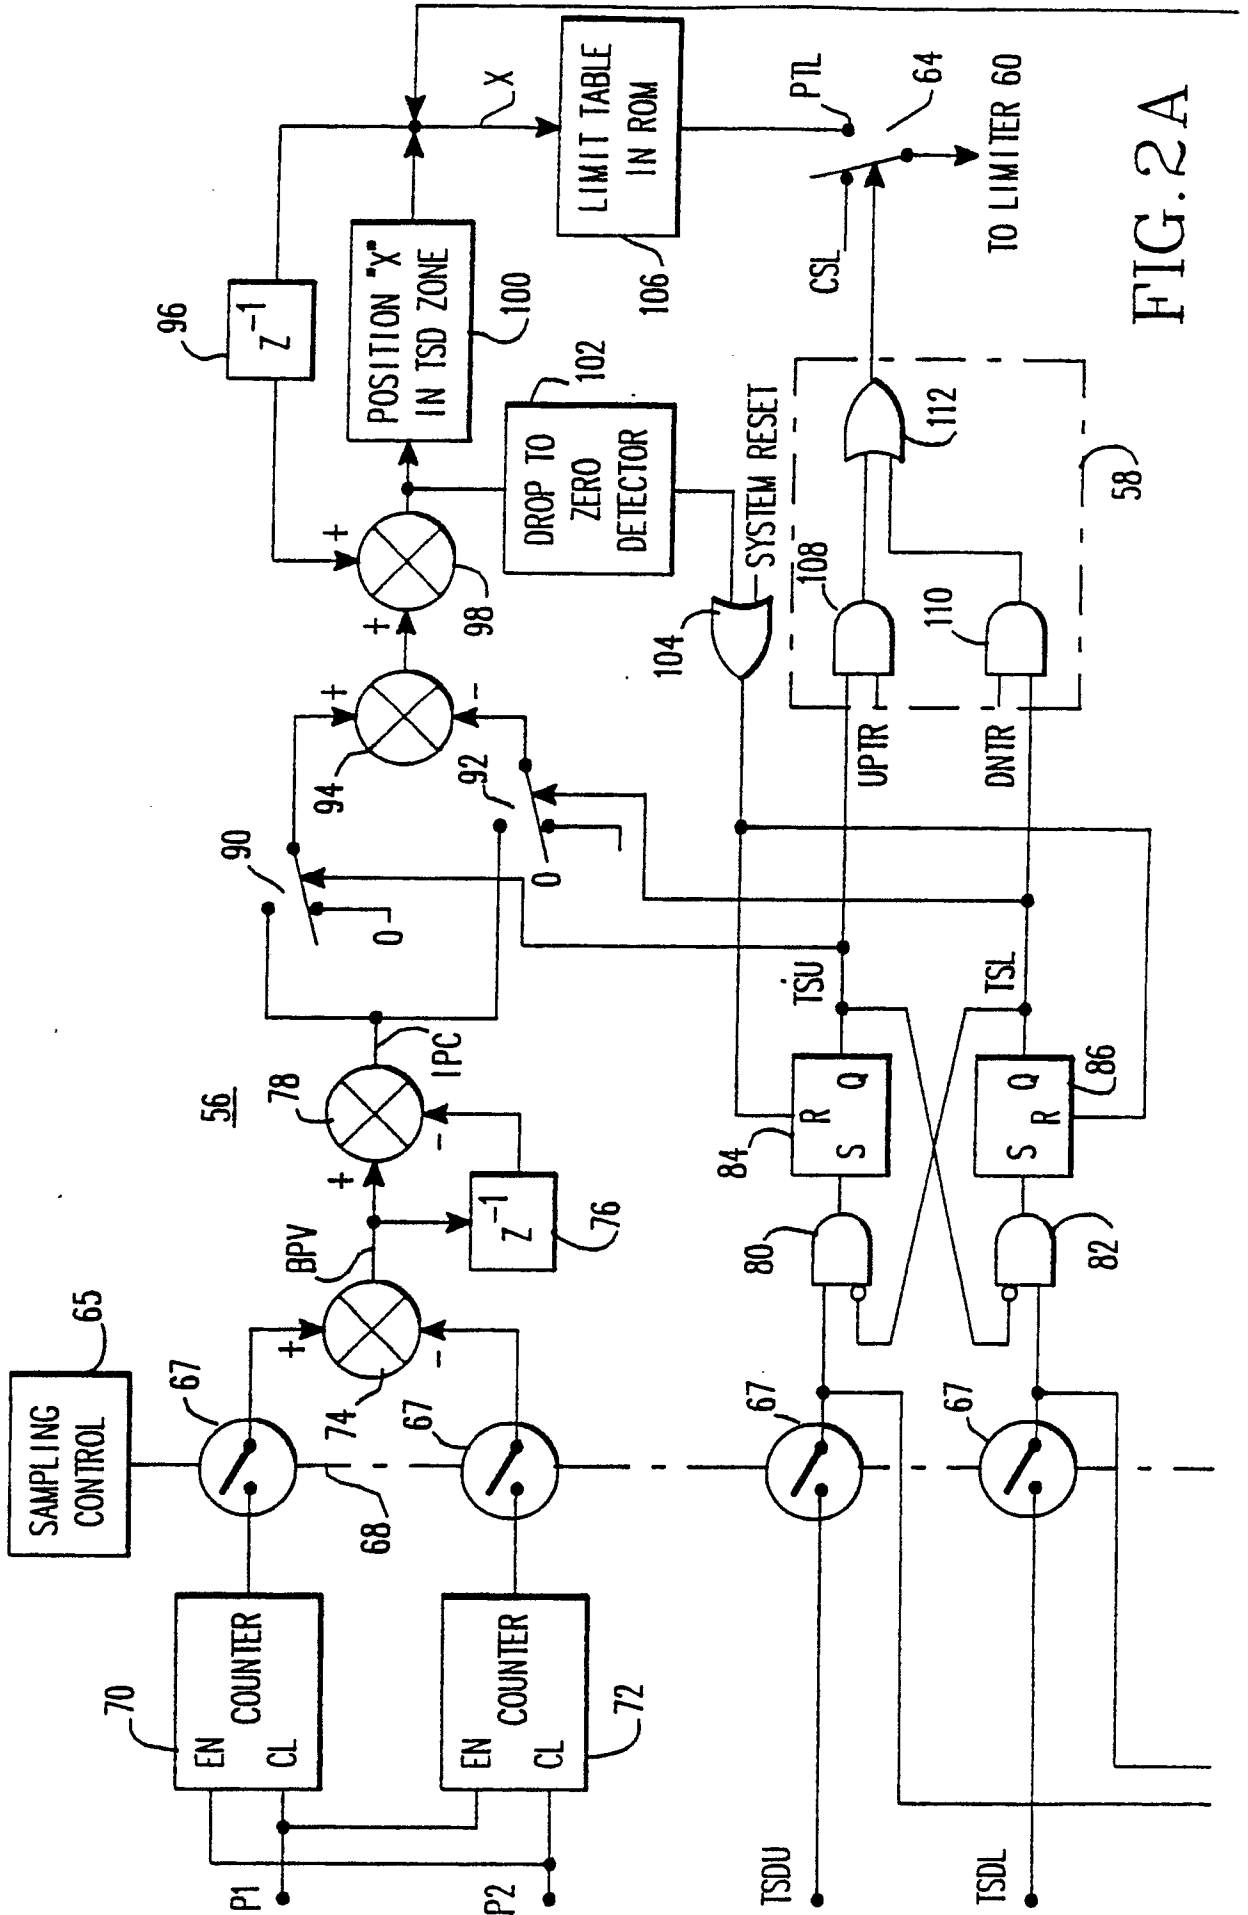 SAMPLING
CONTROL
65
67
68
70
EN
COUNTER
CL
P1
72
EN
COUNTER
CL
P2
67
74
+
-
BPV
56
78
+
-
IPC
Z⁻¹
76
90
0
92
0
94
+
-
96
Z⁻¹
98
+
+
POSITION "X"
IN TSD ZONE
100
DROP TO
ZERO
DETECTOR
102
X
LIMIT TABLE
IN ROM
106
104
SYSTEM RESET
TSDU
67
80
84
S
R
Q
TSU
UPTR
108
TSDL
67
82
S
R
Q
86
TSL
DNTR
110
112
58
CSL
PTL
64
TO LIMITER 60
FIG. 2A